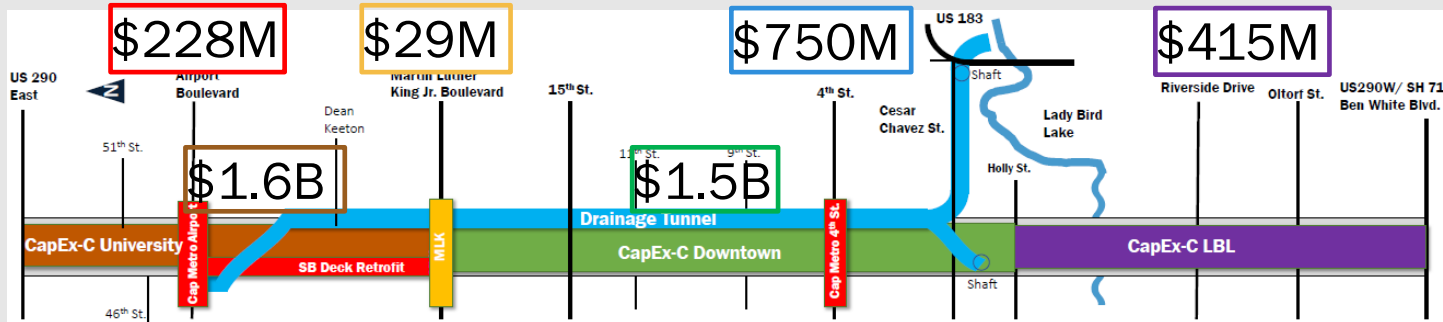 $228M
$29M
$750M
$415M
US 183
US 290
East
N
Airport
Boulevard
Martin Luther
King Jr. Boulevard
15th St.
4th St.
Shaft
Riverside Drive
Oltorf St.
US290W/ SH 71
Ben White Blvd.
Dean
Keeton
Cesar
Chavez St.
Lady Bird
Lake
51st St.
11th St.
9th St.
$1.6B
$1.5B
Holly St.
Drainage Tunnel
CapEx-C University
Cap Metro Airport
SB Deck Retrofit
MLK
CapEx-C Downtown
Cap Metro 4th St.
CapEx-C LBL
Shaft
46th St.